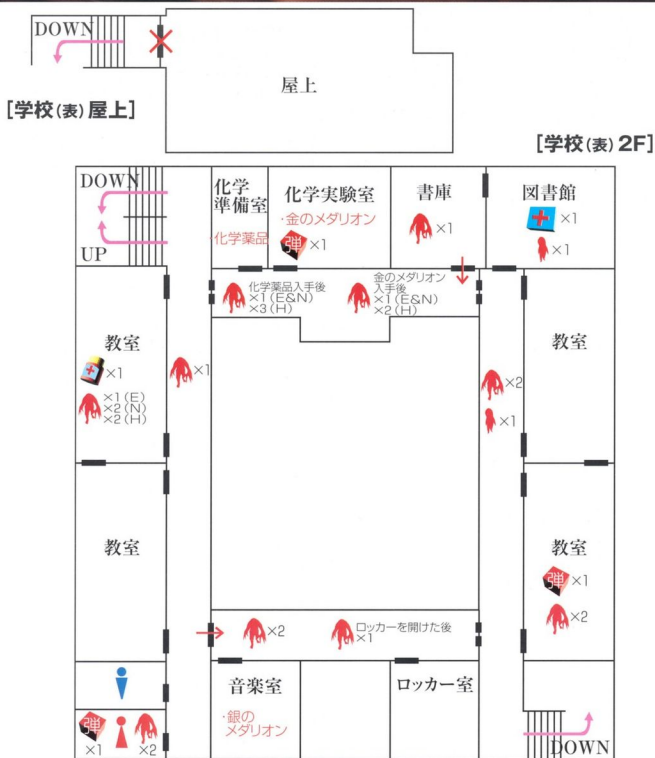 DOWN
屋上
[学校(表)屋上]
[学校(表)2F]
DOWN
UP
化学
準備室
・化学薬品
化学実験室
・金のメダリオン
弾 ×1
書庫
×1
図書館
×1
×1
化学薬品入手後
×1(E&N)
×3(H)
金のメダリオン
入手後
×1(E&N)
×2(H)
教室
×1
×1(E)
×2(N)
×2(H)
×1
×2
×1
教室
教室
教室
弾 ×1
×2
×2
ロッカーを開けた後
×1
音楽室
・銀の
メダリオン
ロッカー室
弾
×1
×2
DOWN